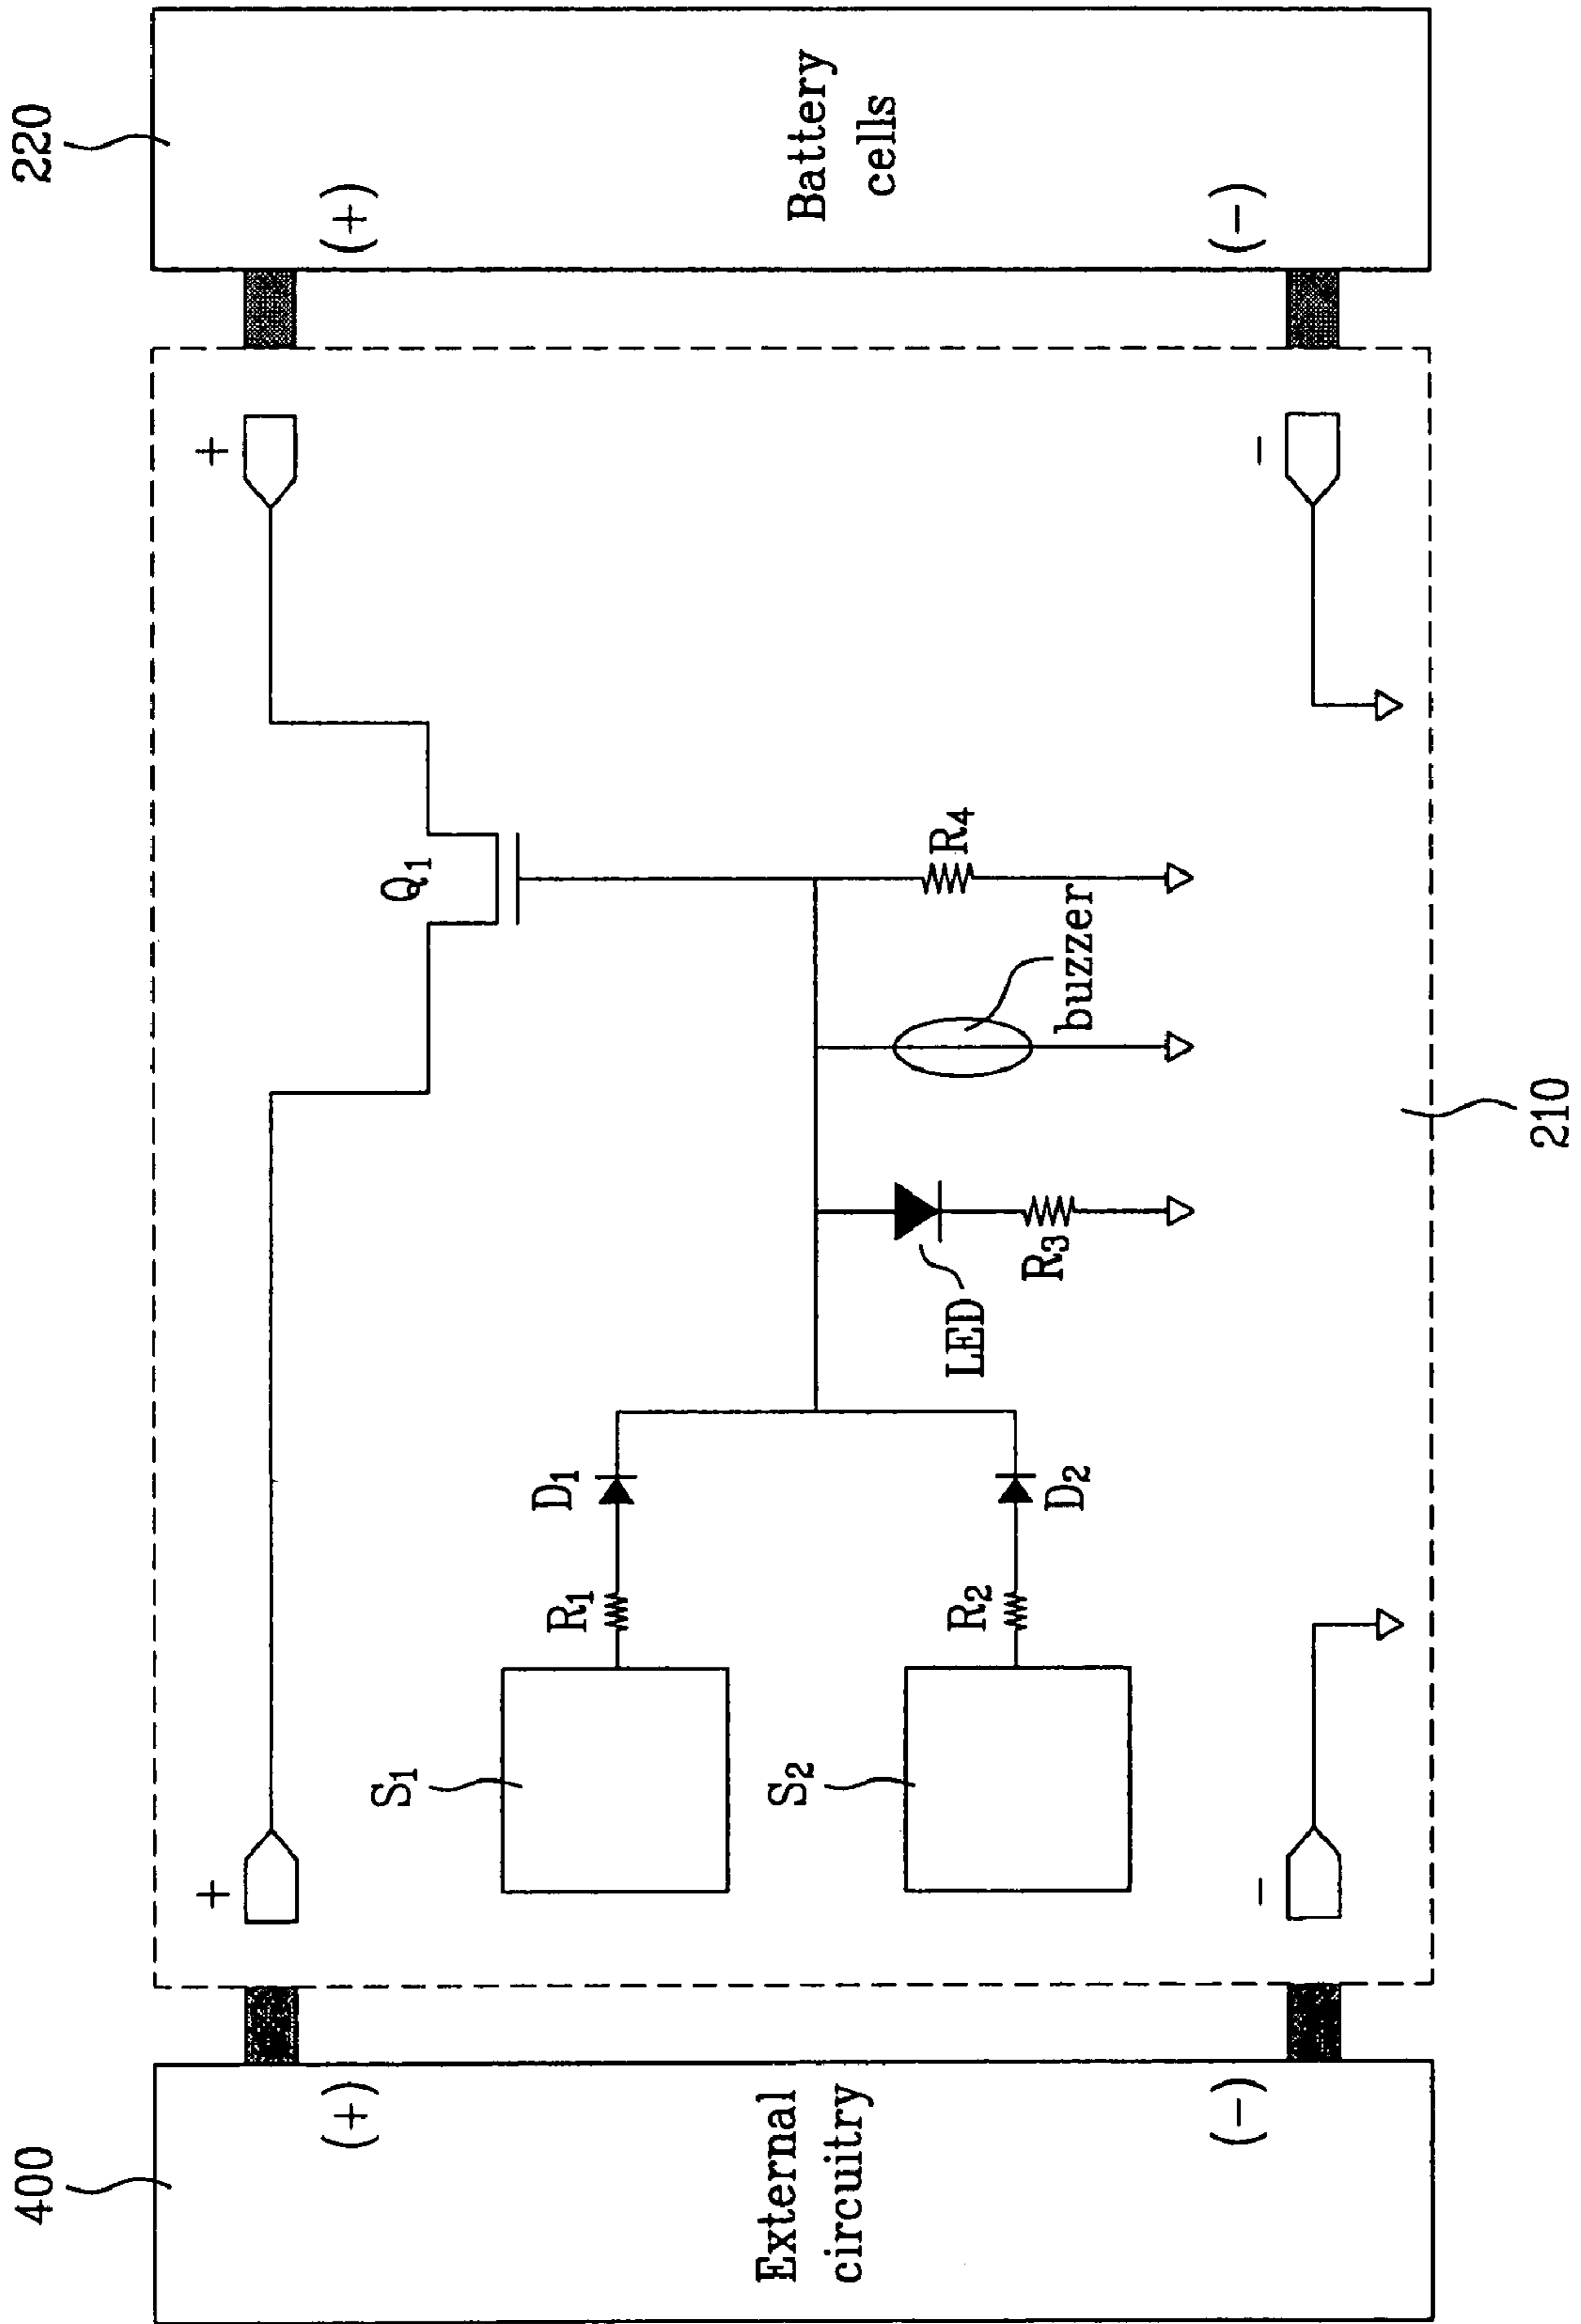 400
220
External
circuitry
(+)
(-)
+
-
S₁
S₂
R₁
D₁
R₂
D₂
LED
R₃
buzzer
R₄
Q₁
+
-
(+)
(-)
Battery
cells
210